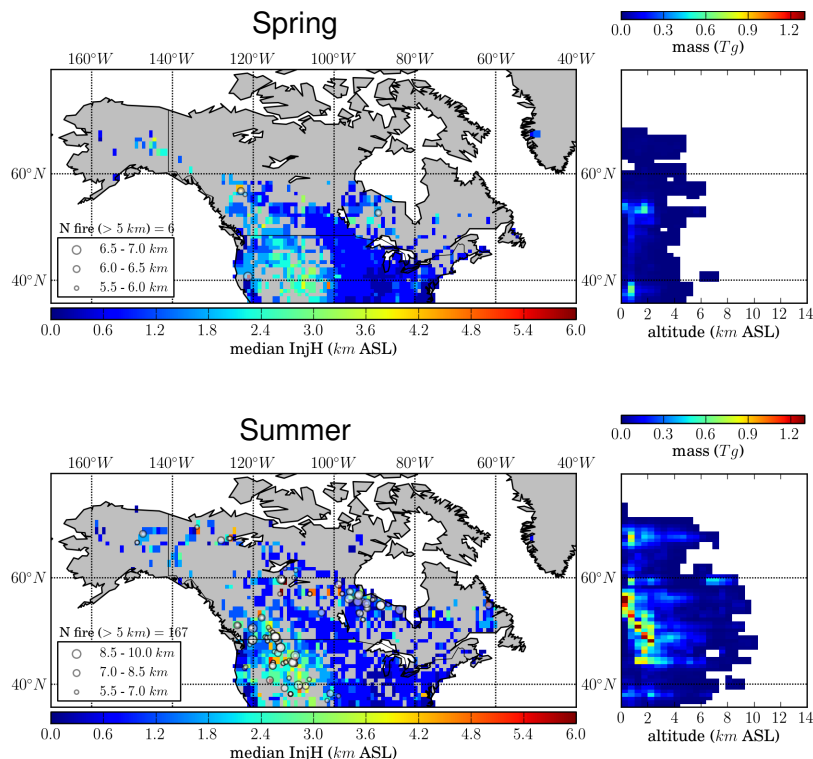 Spring
160°W 140°W 120°W 100°W 80°W 60°W 40°W
0.0 0.3 0.6 0.9 1.2
mass (Tg)
60°N
40°N
N fire (> 5 km) = 6
6.5 - 7.0 km
6.0 - 6.5 km
5.5 - 6.0 km
0.0 0.6 1.2 1.8 2.4 3.0 3.6 4.2 4.8 5.4 6.0
median InjH (km ASL)
60°N
40°N
0 2 4 6 8 10 12 14
altitude (km ASL)
Summer
160°W 140°W 120°W 100°W 80°W 60°W 40°W
0.0 0.3 0.6 0.9 1.2
mass (Tg)
60°N
40°N
N fire (> 5 km) = 167
8.5 - 10.0 km
7.0 - 8.5 km
5.5 - 7.0 km
0.0 0.6 1.2 1.8 2.4 3.0 3.6 4.2 4.8 5.4 6.0
median InjH (km ASL)
60°N
40°N
0 2 4 6 8 10 12 14
altitude (km ASL)